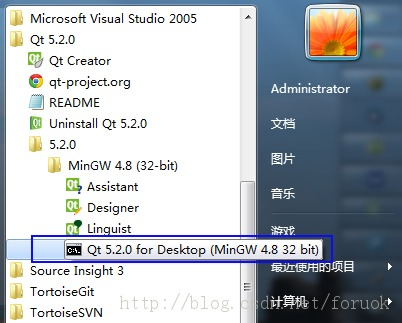 Microsoft Visual Studio 2005
Qt 5.2.0
Qt Creator
qt-project.org
README
Uninstall Qt 5.2.0
5.2.0
MinGW 4.8 (32-bit)
Assistant
Designer
Linguist
Qt 5.2.0 for Desktop (MinGW 4.8 32 bit)
Source Insight 3
TortoiseGit
TortoiseSVN
Administrator
文档
图片
音乐
游戏
最近使用的项目
计算机
http://blog.csdn.net/foruok